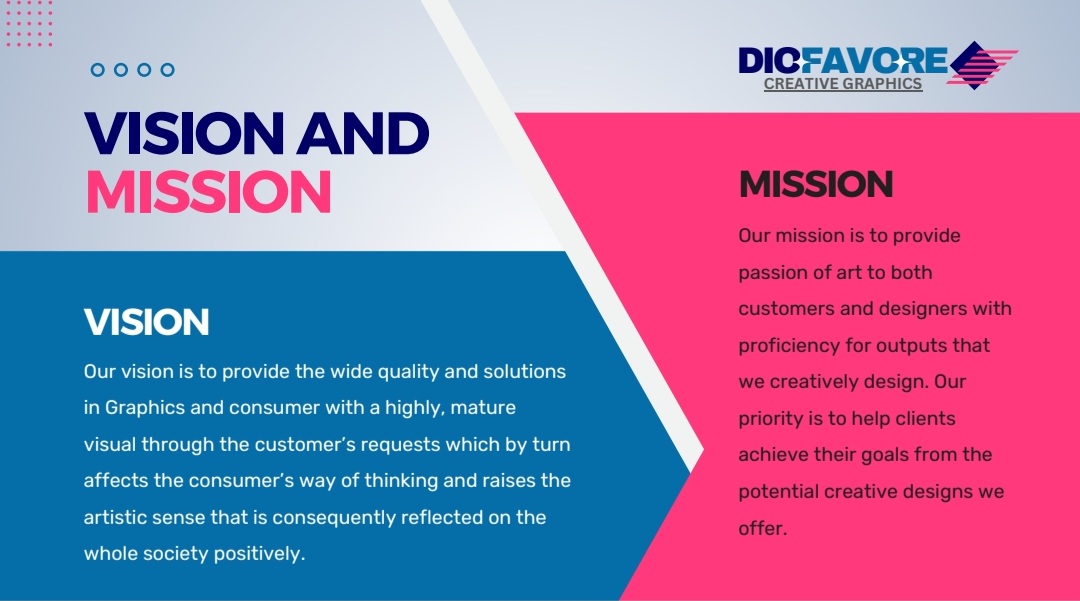 VISION AND
MISSION
DICFAVORE
CREATIVE GRAPHICS
VISION
Our vision is to provide the wide quality and solutions
in Graphics and consumer with a highly, mature
visual through the customer’s requests which by turn
affects the consumer’s way of thinking and raises the
artistic sense that is consequently reflected on the
whole society positively.
MISSION
Our mission is to provide
passion of art to both
customers and designers with
proficiency for outputs that
we creatively design. Our
priority is to help clients
achieve their goals from the
potential creative designs we
offer.